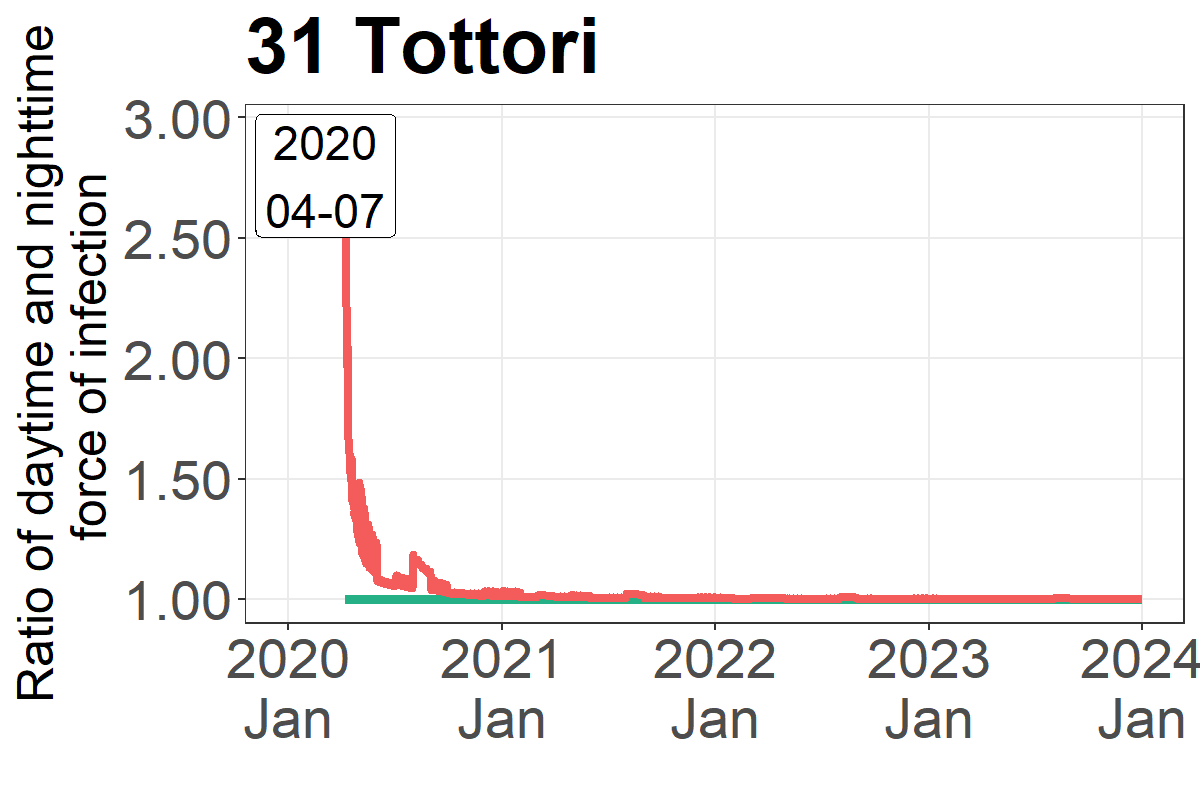 31 Tottori
Ratio of daytime and nighttime
force of infection
3.00
2.50
2.00
1.50
1.00
2020
04-07
2020
Jan
2021
Jan
2022
Jan
2023
Jan
2024
Jan